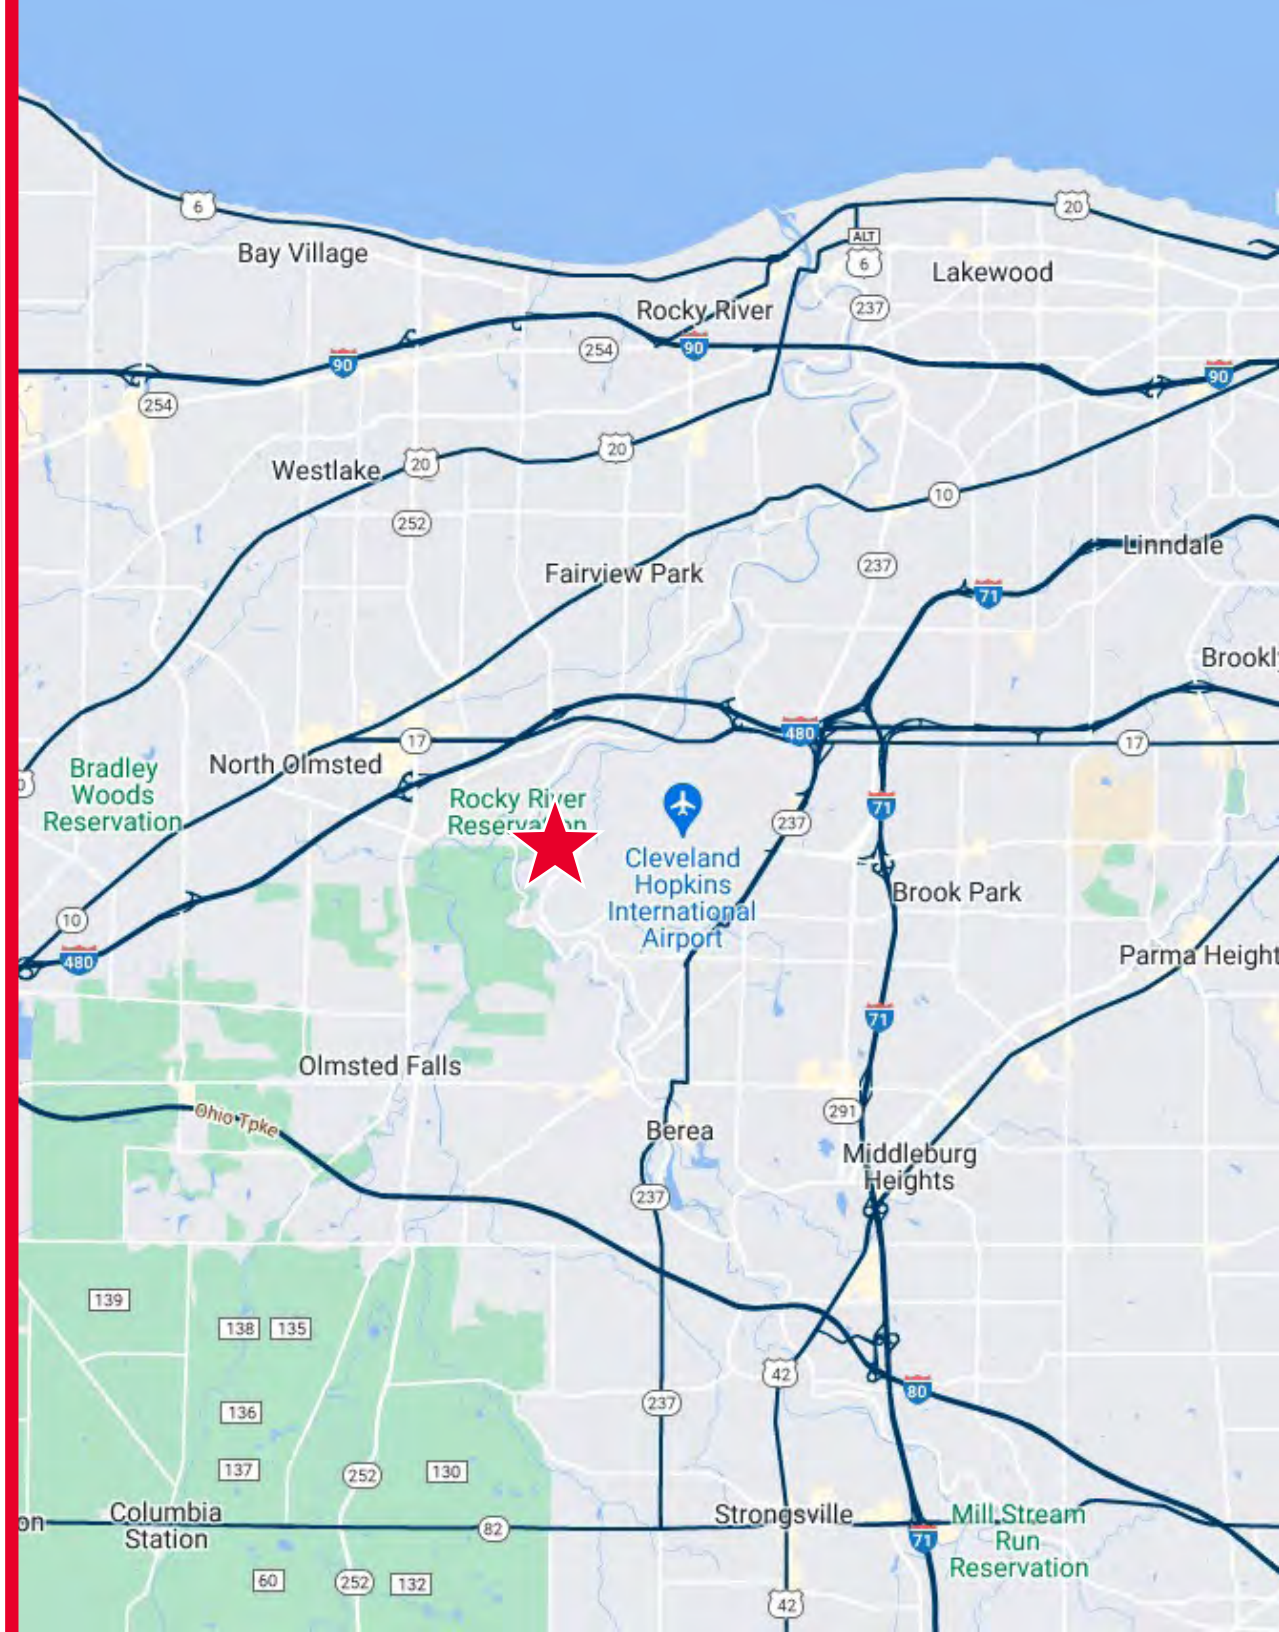 6
20
Bay Village
ALT
6
Lakewood
Rocky River
237
254
90
90
90
254
20
20
Westlake
10
252
Linndale
237
Fairview Park
71
Brookl
17
480
17
North Olmsted
Bradley
Woods
Reservation
Rocky River
71
237
Cleveland
Hopkins
International
Airport
Brook Park
10
480
Parma Height
71
Olmsted Falls
Ohio Tpke
291
Berea
Middleburg
Heights
237
139
138
135
42
80
237
136
137
252
130
Columbia
Station
on
82
Strongsville
71
Mill Stream
Run
Reservation
60
252
132
42